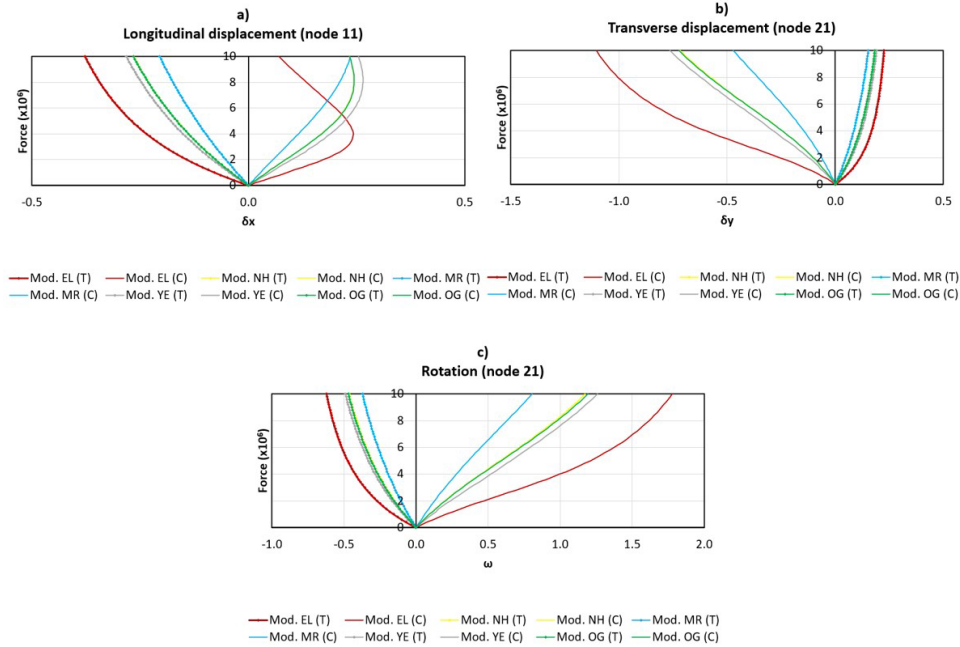 a)
Longitudinal displacement (node 11)
10
8
6
4
2
0
Force (x10⁶)
-0.5 0.0 0.5
δx
b)
Transverse displacement (node 21)
10
8
6
4
2
0
Force (x10⁶)
-1.5 -1.0 -0.5 0.0 0.5
δy
Mod. EL (T) Mod. EL (C) Mod. NH (T) Mod. NH (C) Mod. MR (T)
Mod. MR (C) Mod. YE (T) Mod. YE (C) Mod. OG (T) Mod. OG (C)
Mod. EL (T) Mod. EL (C) Mod. NH (T) Mod. NH (C) Mod. MR (T)
Mod. MR (C) Mod. YE (T) Mod. YE (C) Mod. OG (T) Mod. OG (C)
c)
Rotation (node 21)
10
8
6
4
2
0
Force (x10⁶)
-1.0 -0.5 0.0 0.5 1.0 1.5 2.0
ω
Mod. EL (T) Mod. EL (C) Mod. NH (T) Mod. NH (C) Mod. MR (T)
Mod. MR (C) Mod. YE (T) Mod. YE (C) Mod. OG (T) Mod. OG (C)